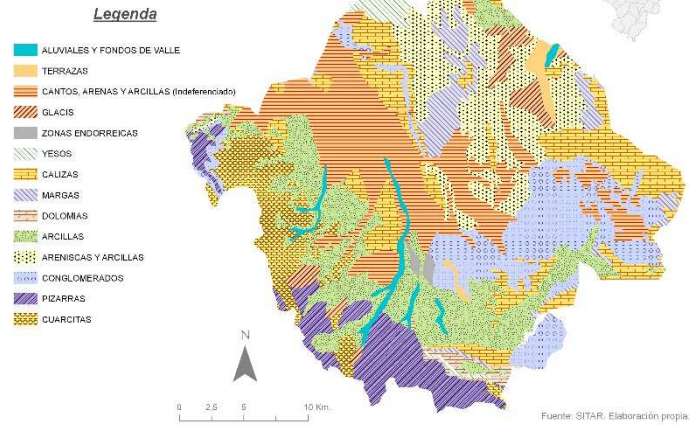 Legenda
ALUVIALES Y FONDOS DE VALLE
TERRAZAS
CANTOS, ARENAS Y ARCILLAS (Indeferenciado)
GLACIS
ZONAS ENDORREICAS
YESOS
CALIZAS
MARGAS
DOLOMIAS
ARCILLAS
ARENISCAS Y ARCILLAS
CONGLOMERADOS
PIZARRAS
CUARCITAS
N
0 2,5 5 10 Km.
Fuente: SITAR. Elaboración propia.